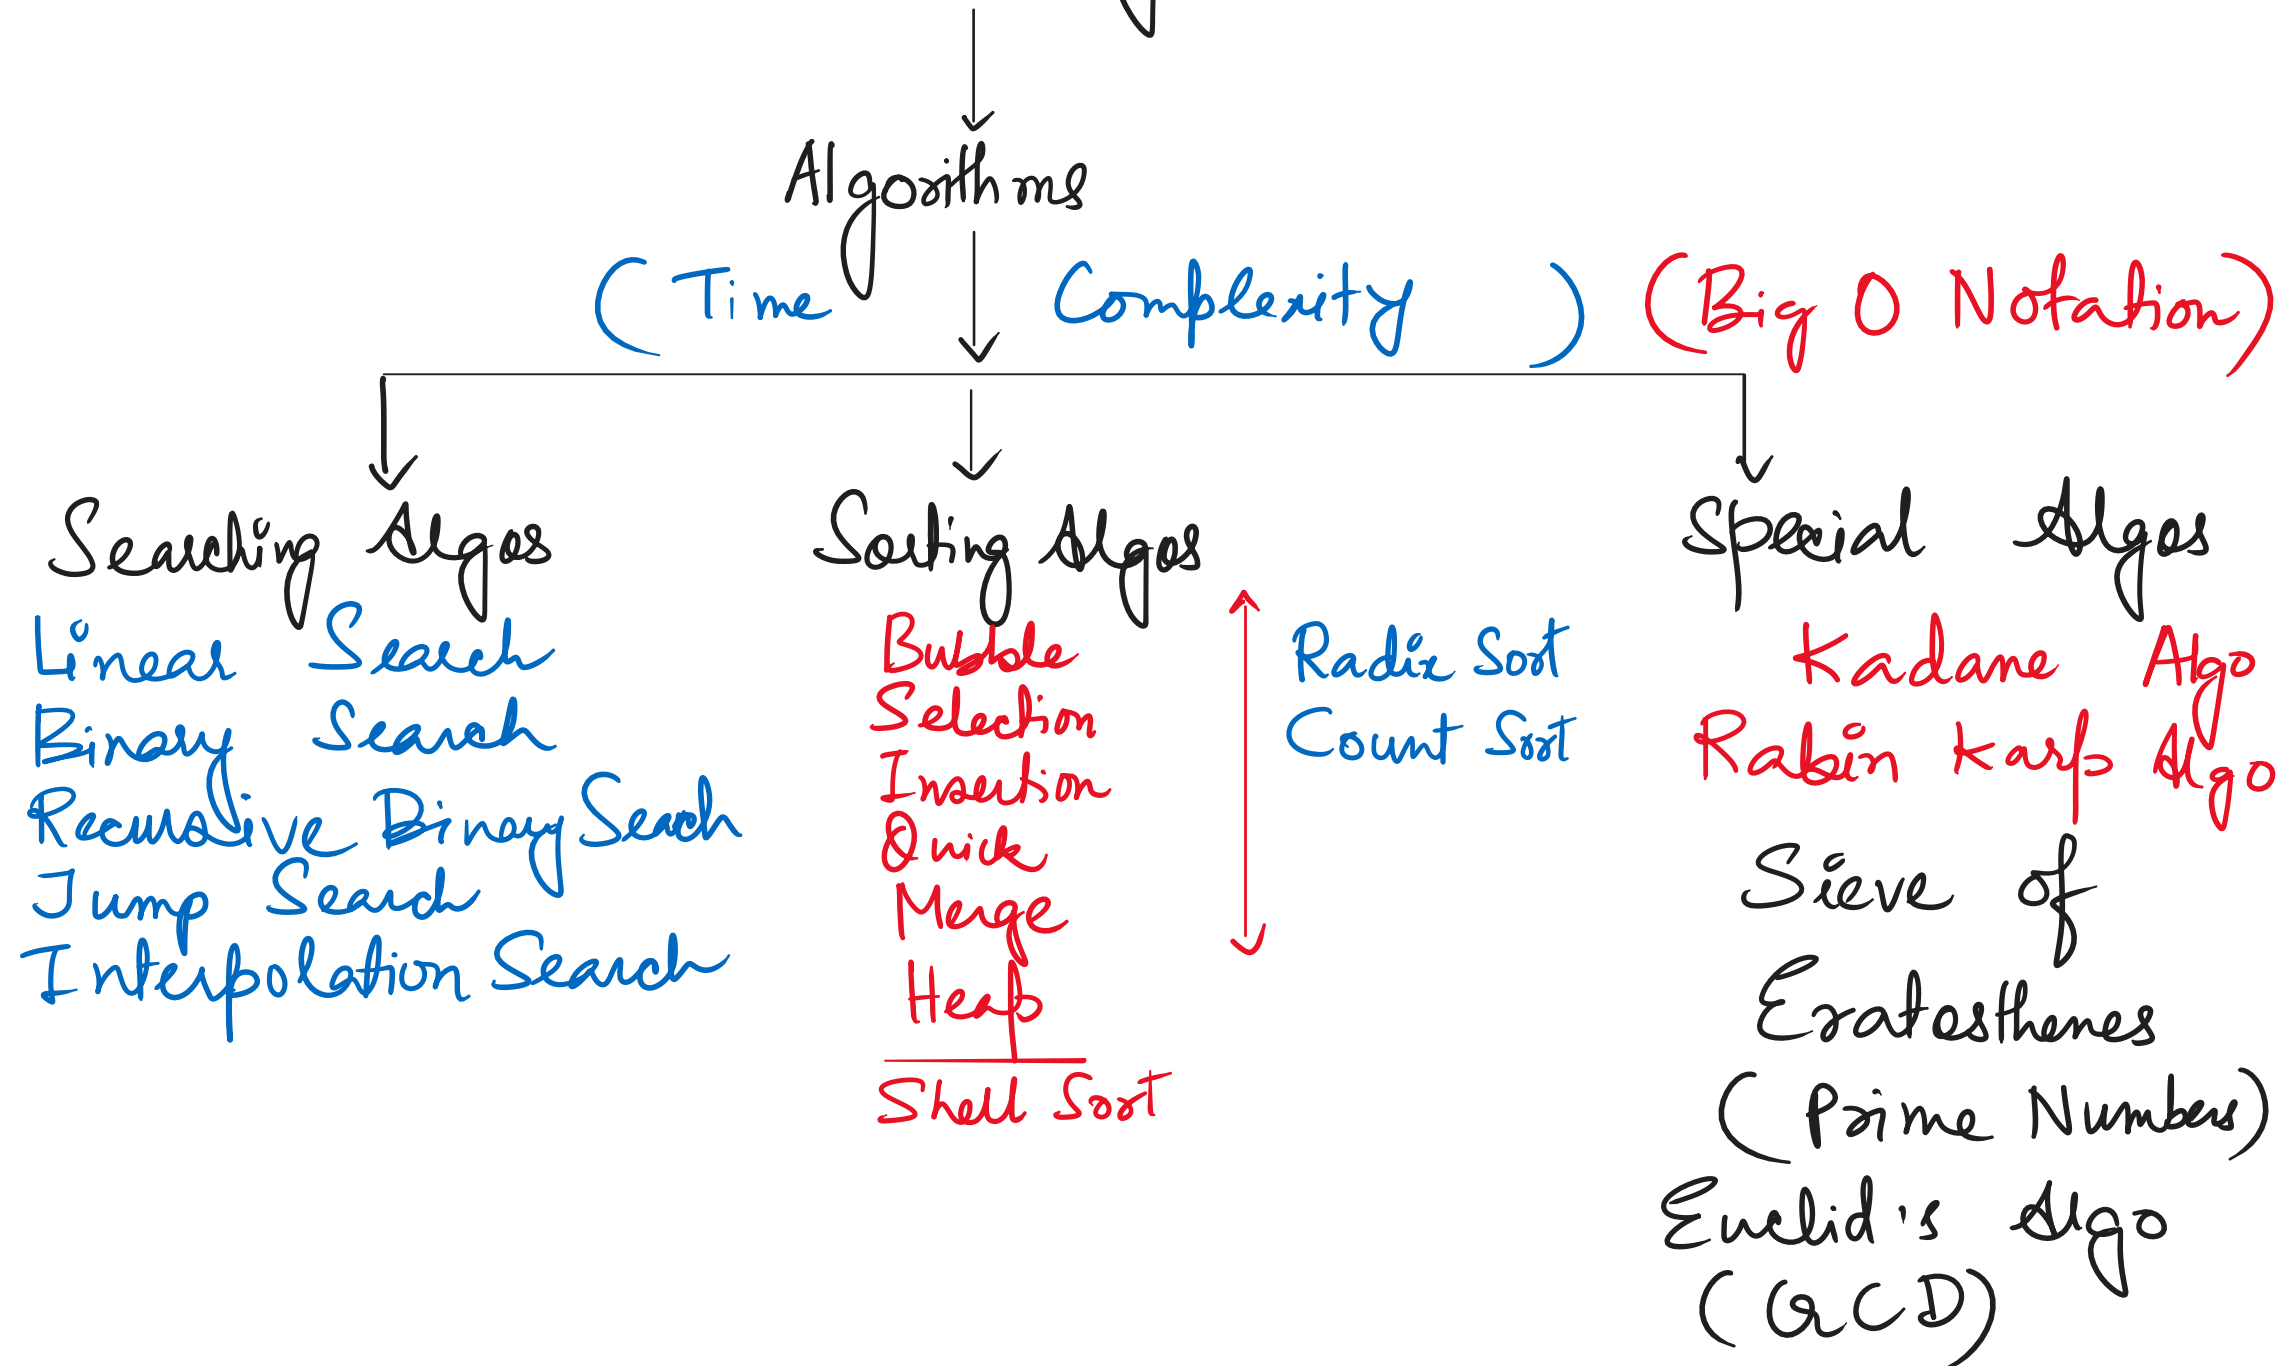 Algorithms
(Time Complexity) (Big O Notation)
Searching Algos
Linear Search
Binary Search
Recursive Binary Search
Jump Search
Interpolation Search
Sorting Algos
Bubble
Selection
Insertion
Quick
Merge
Heap
Shell Sort
Radix Sort
Count Sort
Special Algos
Kadane Algo
Rabin Karp Algo
Sieve of
Eratosthenes
(Prime Numbers)
Euclid's Algo
(GCD)